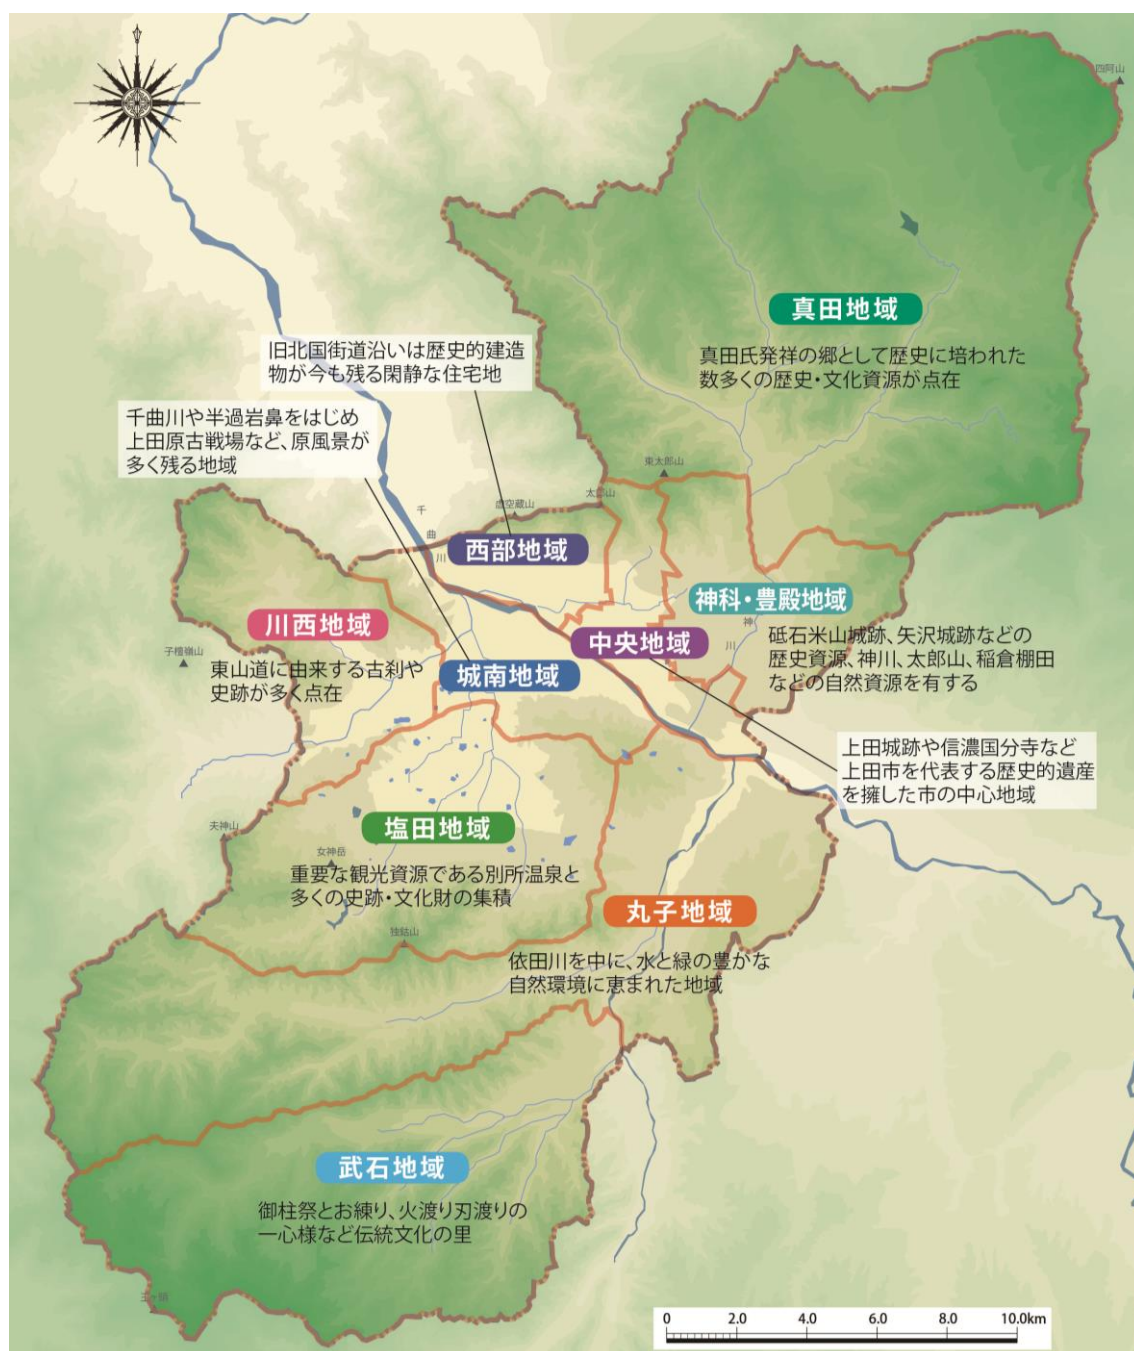 四阿山
真田地域
真田氏発祥の郷として歴史に培われた
数多くの歴史・文化資源が点在
旧北国街道沿いは歴史的建造
物が今も残る閑静な住宅地
千曲川や半過岩鼻をはじめ
上田原古戦場など、原風景が
多く残る地域
東太郎山
太郎山
虚空蔵山
千
曲
川
西部地域
神科・豊殿地域
神
川
砥石米山城跡、矢沢城跡などの
歴史資源、神川、太郎山、稲倉棚田
などの自然資源を有する
川西地域
子檀嶺山
東山道に由来する古刹や
史跡が多く点在
中央地域
城南地域
上田城跡や信濃国分寺など
上田市を代表する歴史的遺産
を擁した市の中心地域
塩田地域
夫神山
女神岳
重要な観光資源である別所温泉と
多くの史跡・文化財の集積
独鈷山
丸子地域
依田川を中に、水と緑の豊かな
自然環境に恵まれた地域
武石地域
御柱祭とお練り、火渡り刃渡りの
一心様など伝統文化の里
0 2.0 4.0 6.0 8.0 10.0km